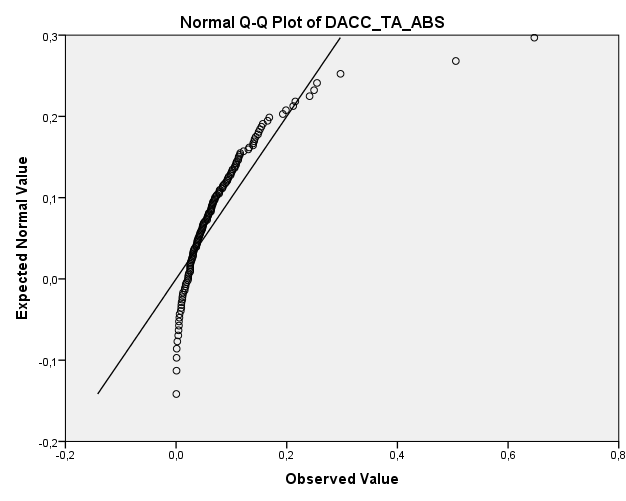 Normal Q-Q Plot of DACC_TA_ABS
0,3
0,2
0,1
0,0
-0,1
-0,2
Expected Normal Value
-0,2 0,0 0,2 0,4 0,6 0,8
Observed Value